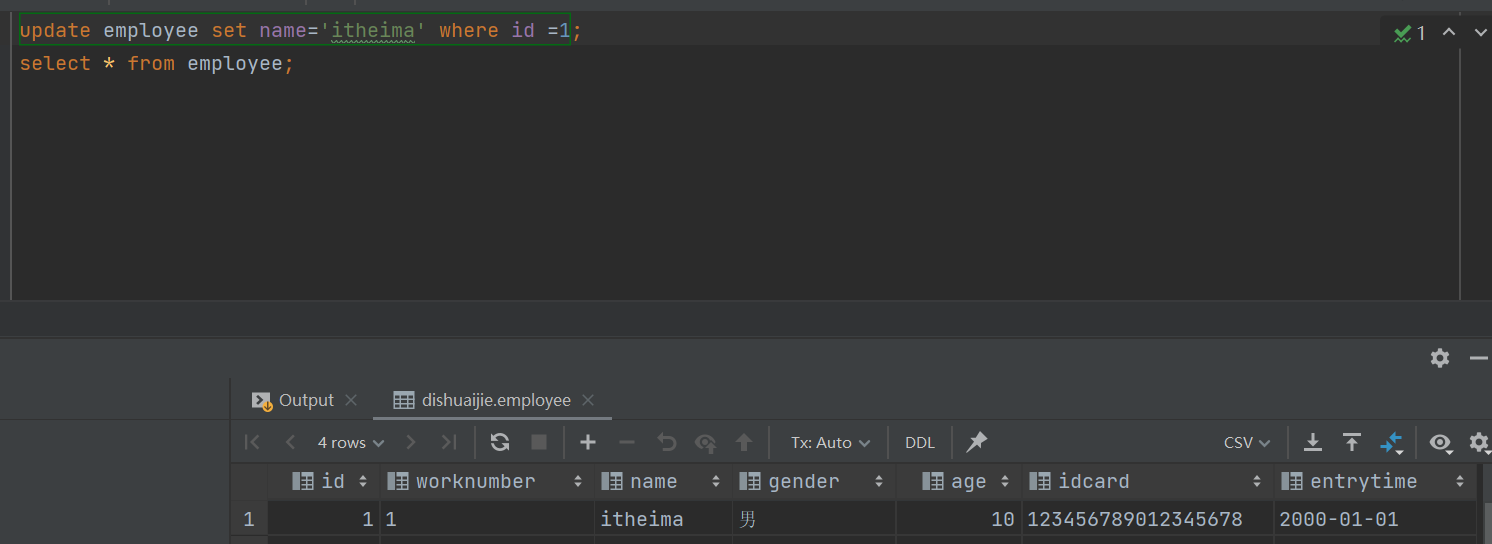 update employee set name='itheima' where id =1;
1
select * from employee;
Output
dishuaijie.employee
4 rows
Tx: Auto
DDL
CSV
id worknumber name gender age idcard entrytime
1 1 1 itheima 男 10 123456789012345678 2000-01-01